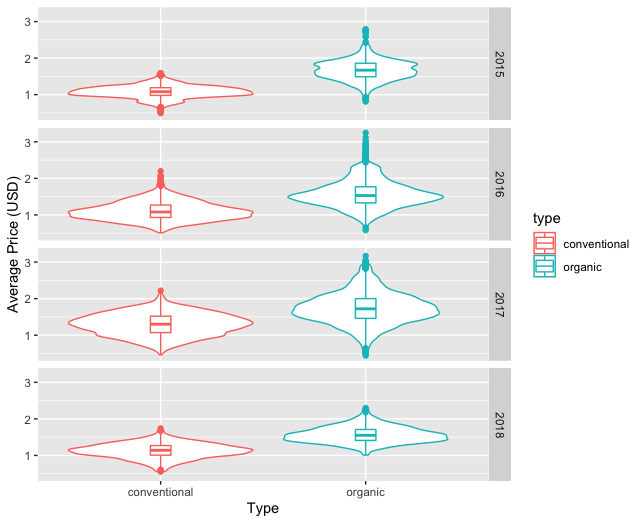 3
2
1
2015
3
2
1
2016
3
2
1
2017
3
2
1
2018
Average Price (USD)
conventional organic
Type
type
conventional
organic